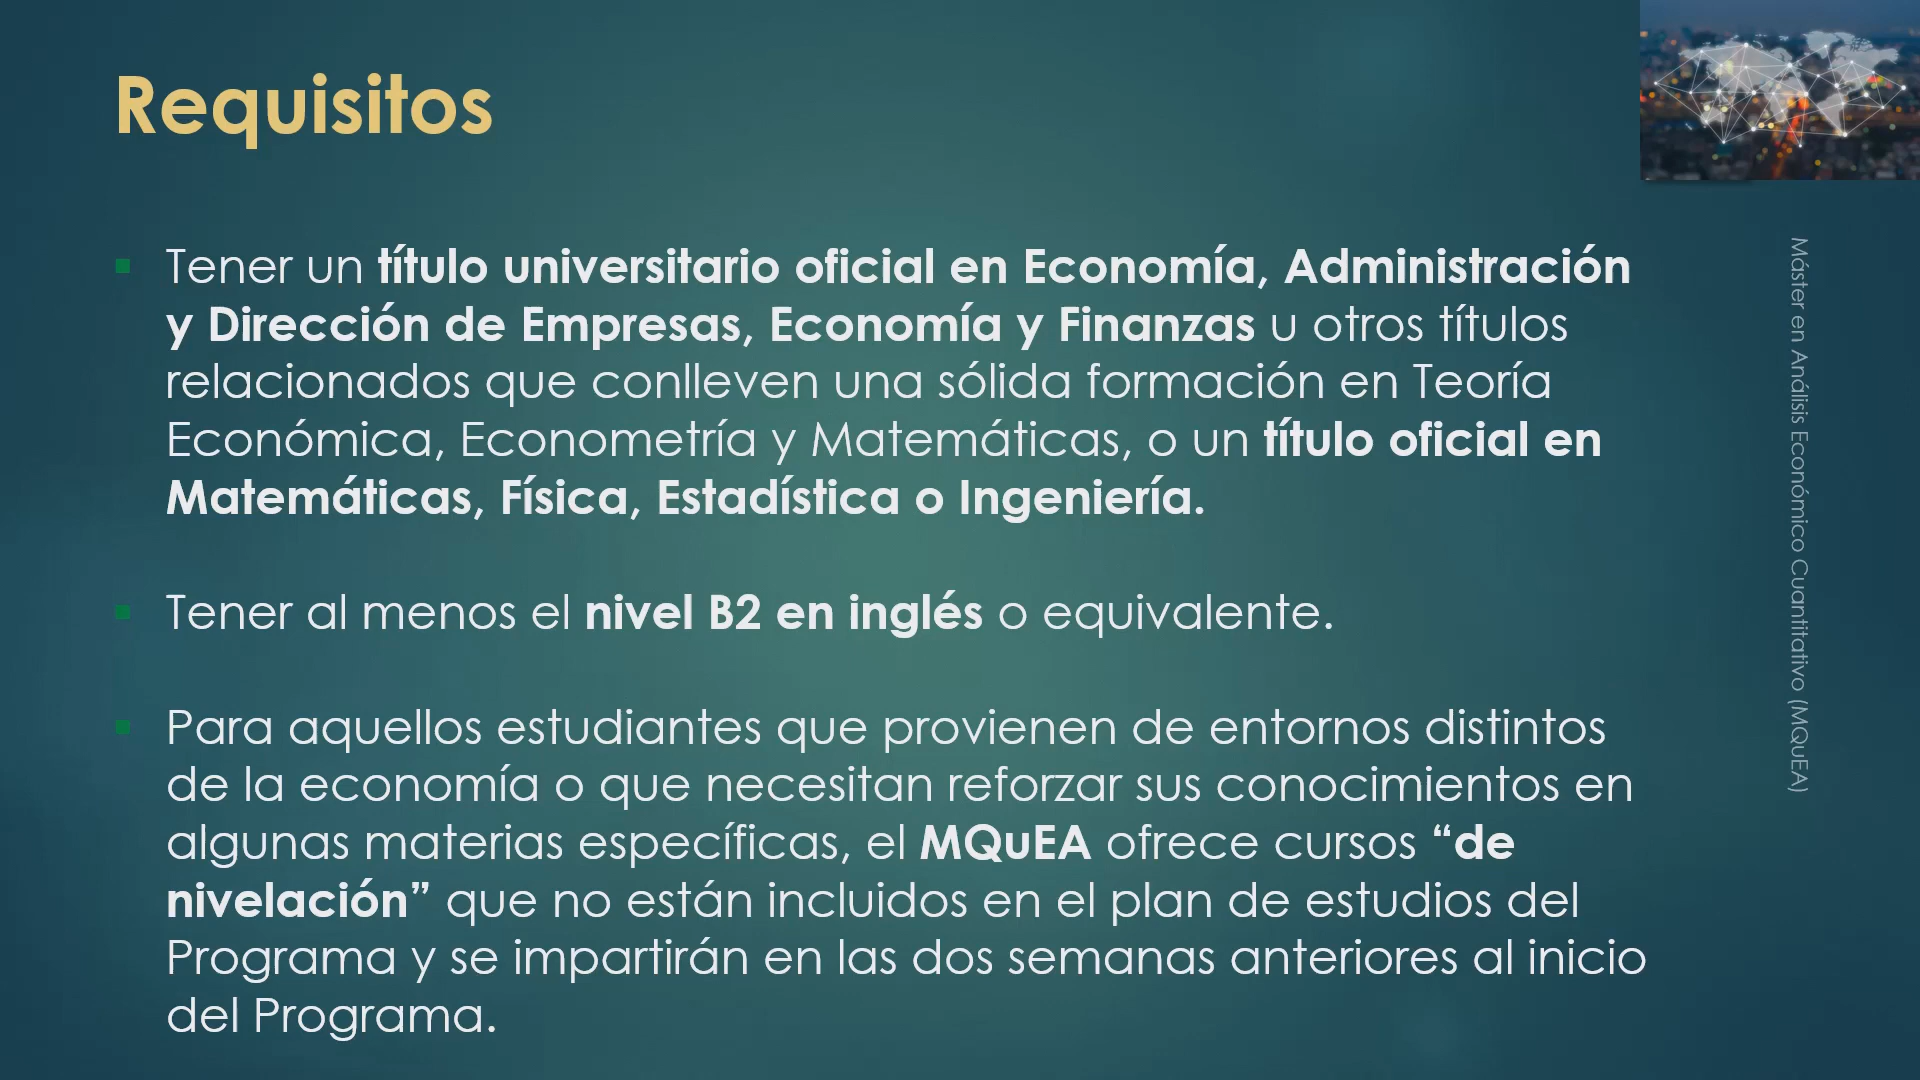 Requisitos
Tener un título universitario oficial en Economía, Administración
y Dirección de Empresas, Economía y Finanzas u otros títulos
relacionados que conlleven una sólida formación en Teoría
Económica, Econometría y Matemáticas, o un título oficial en
Matemáticas, Física, Estadística o Ingeniería.
Tener al menos el nivel B2 en inglés o equivalente.
Para aquellos estudiantes que provienen de entornos distintos
de la economía o que necesitan reforzar sus conocimientos en
algunas materias específicas, el MQuEA ofrece cursos “de
nivelación” que no están incluidos en el plan de estudios del
Programa y se impartirán en las dos semanas anteriores al inicio
del Programa.
Máster en Análisis Económico Cuantitativo (MQuEA)